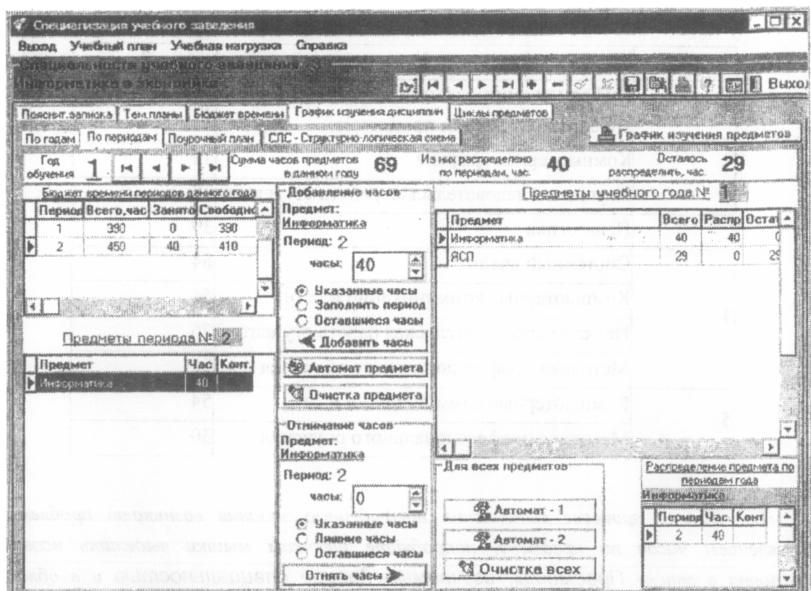 Специализация учебного заведения
Выход Учебный план Учебная нагрузка Справка
Специальности учебного заведения 3
Информатика в экономике
Выхо
Пояснит.записка Тем.планы Бюджет времени График изучения дисциплин Циклы предметов
По годам По периодам Поурочный план СЛС - Структурно логическая схема График изучения предметов
Год обучения 1 Сумма часов предметов в данном году 69 Из них распределено по периодам, час. 40 Осталось распределить, час. 29
Бюджет времени периодов данного года
Период Всего,час Занято Свободно
1 390 0 390
2 450 40 410
Предметы периода № 2
Предмет Час Конт.
Информатика 40
Добавление часов
Предмет:
Информатика
Период: 2
часы: 40
Указанные часы
Заполнить период
Оставшиеся часы
Добавить часы
Автомат предмета
Очистка предмета
Отнимание часов
Предмет:
Информатика
Период: 2
часы: 0
Указанные часы
Лишние часы
Оставшиеся часы
Отнять часы
Предметы учебного года № 1
Предмет Всего Распр Остат
Информатика 40 40 0
ЯСП 29 0 29
Для всех предметов
Автомат - 1
Автомат - 2
Очистка всех
Распределение предмета по
периодам года
Информатика
Период Час. Конт
2 40